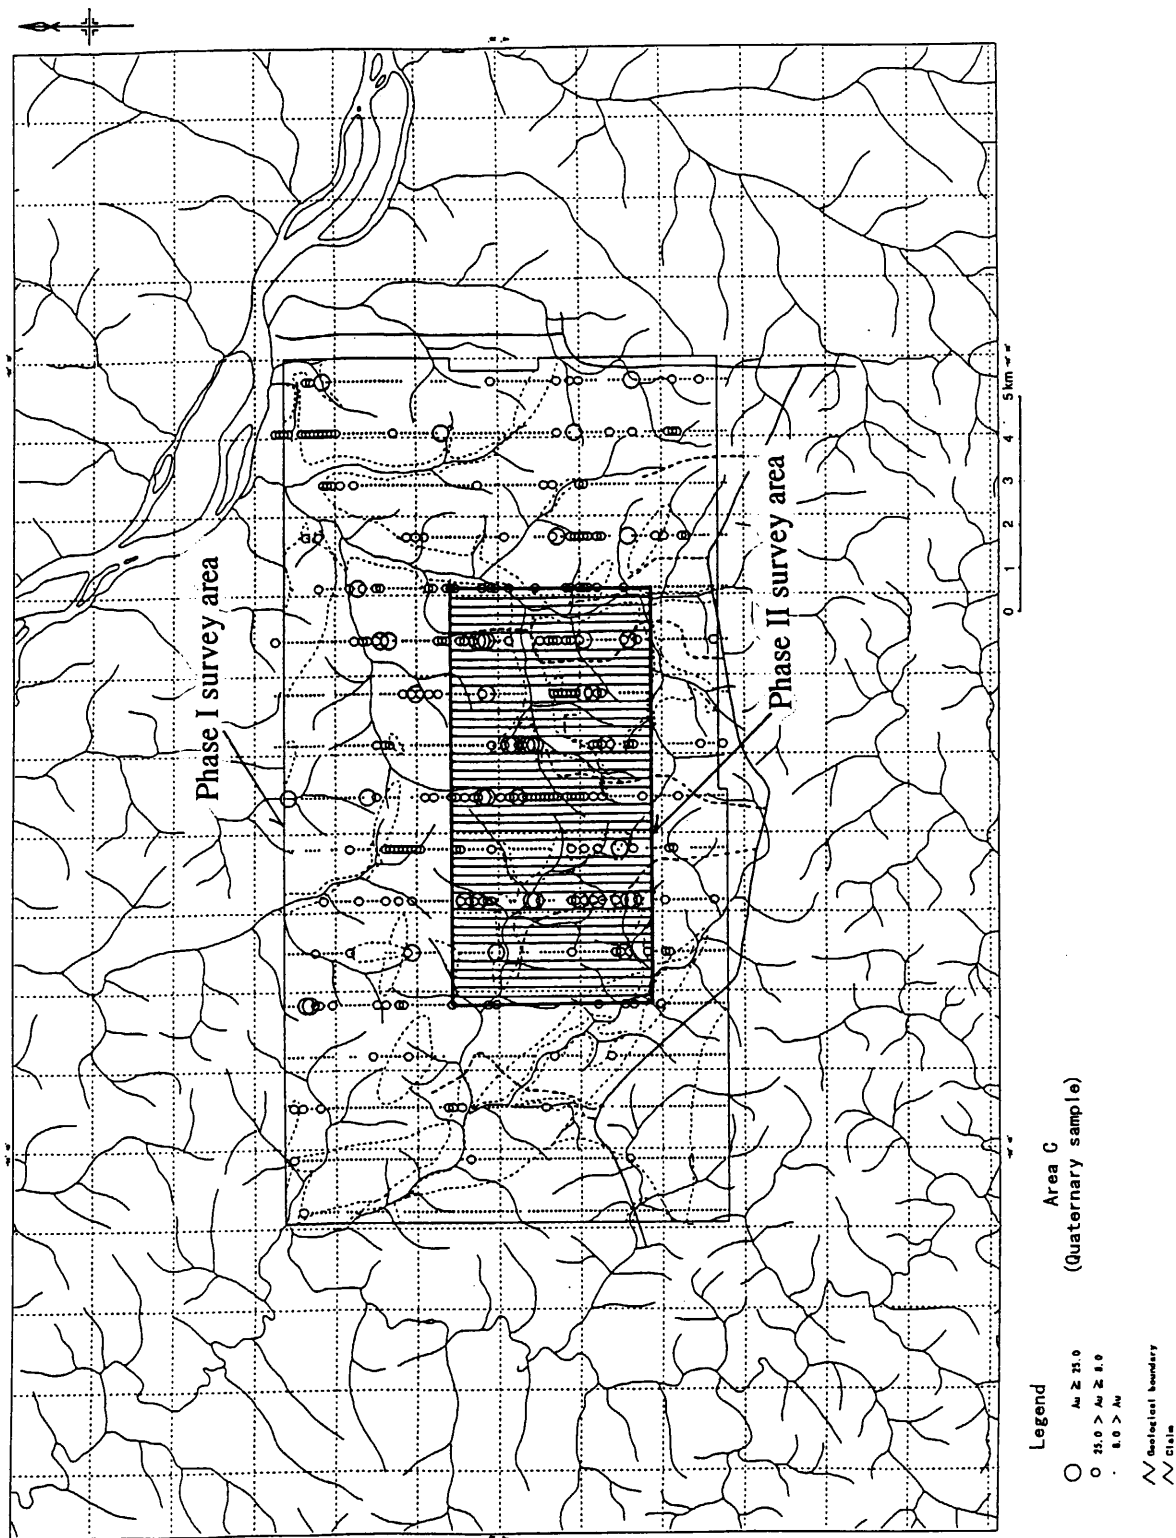 Phase I survey area
Phase II survey area
0 1 2 3 4 5km
Area C
(Quaternary sample)
Legend
Au ≥ 25.0
25.0 > Au ≥ 8.0
8.0 > Au
Geological boundary
Claim